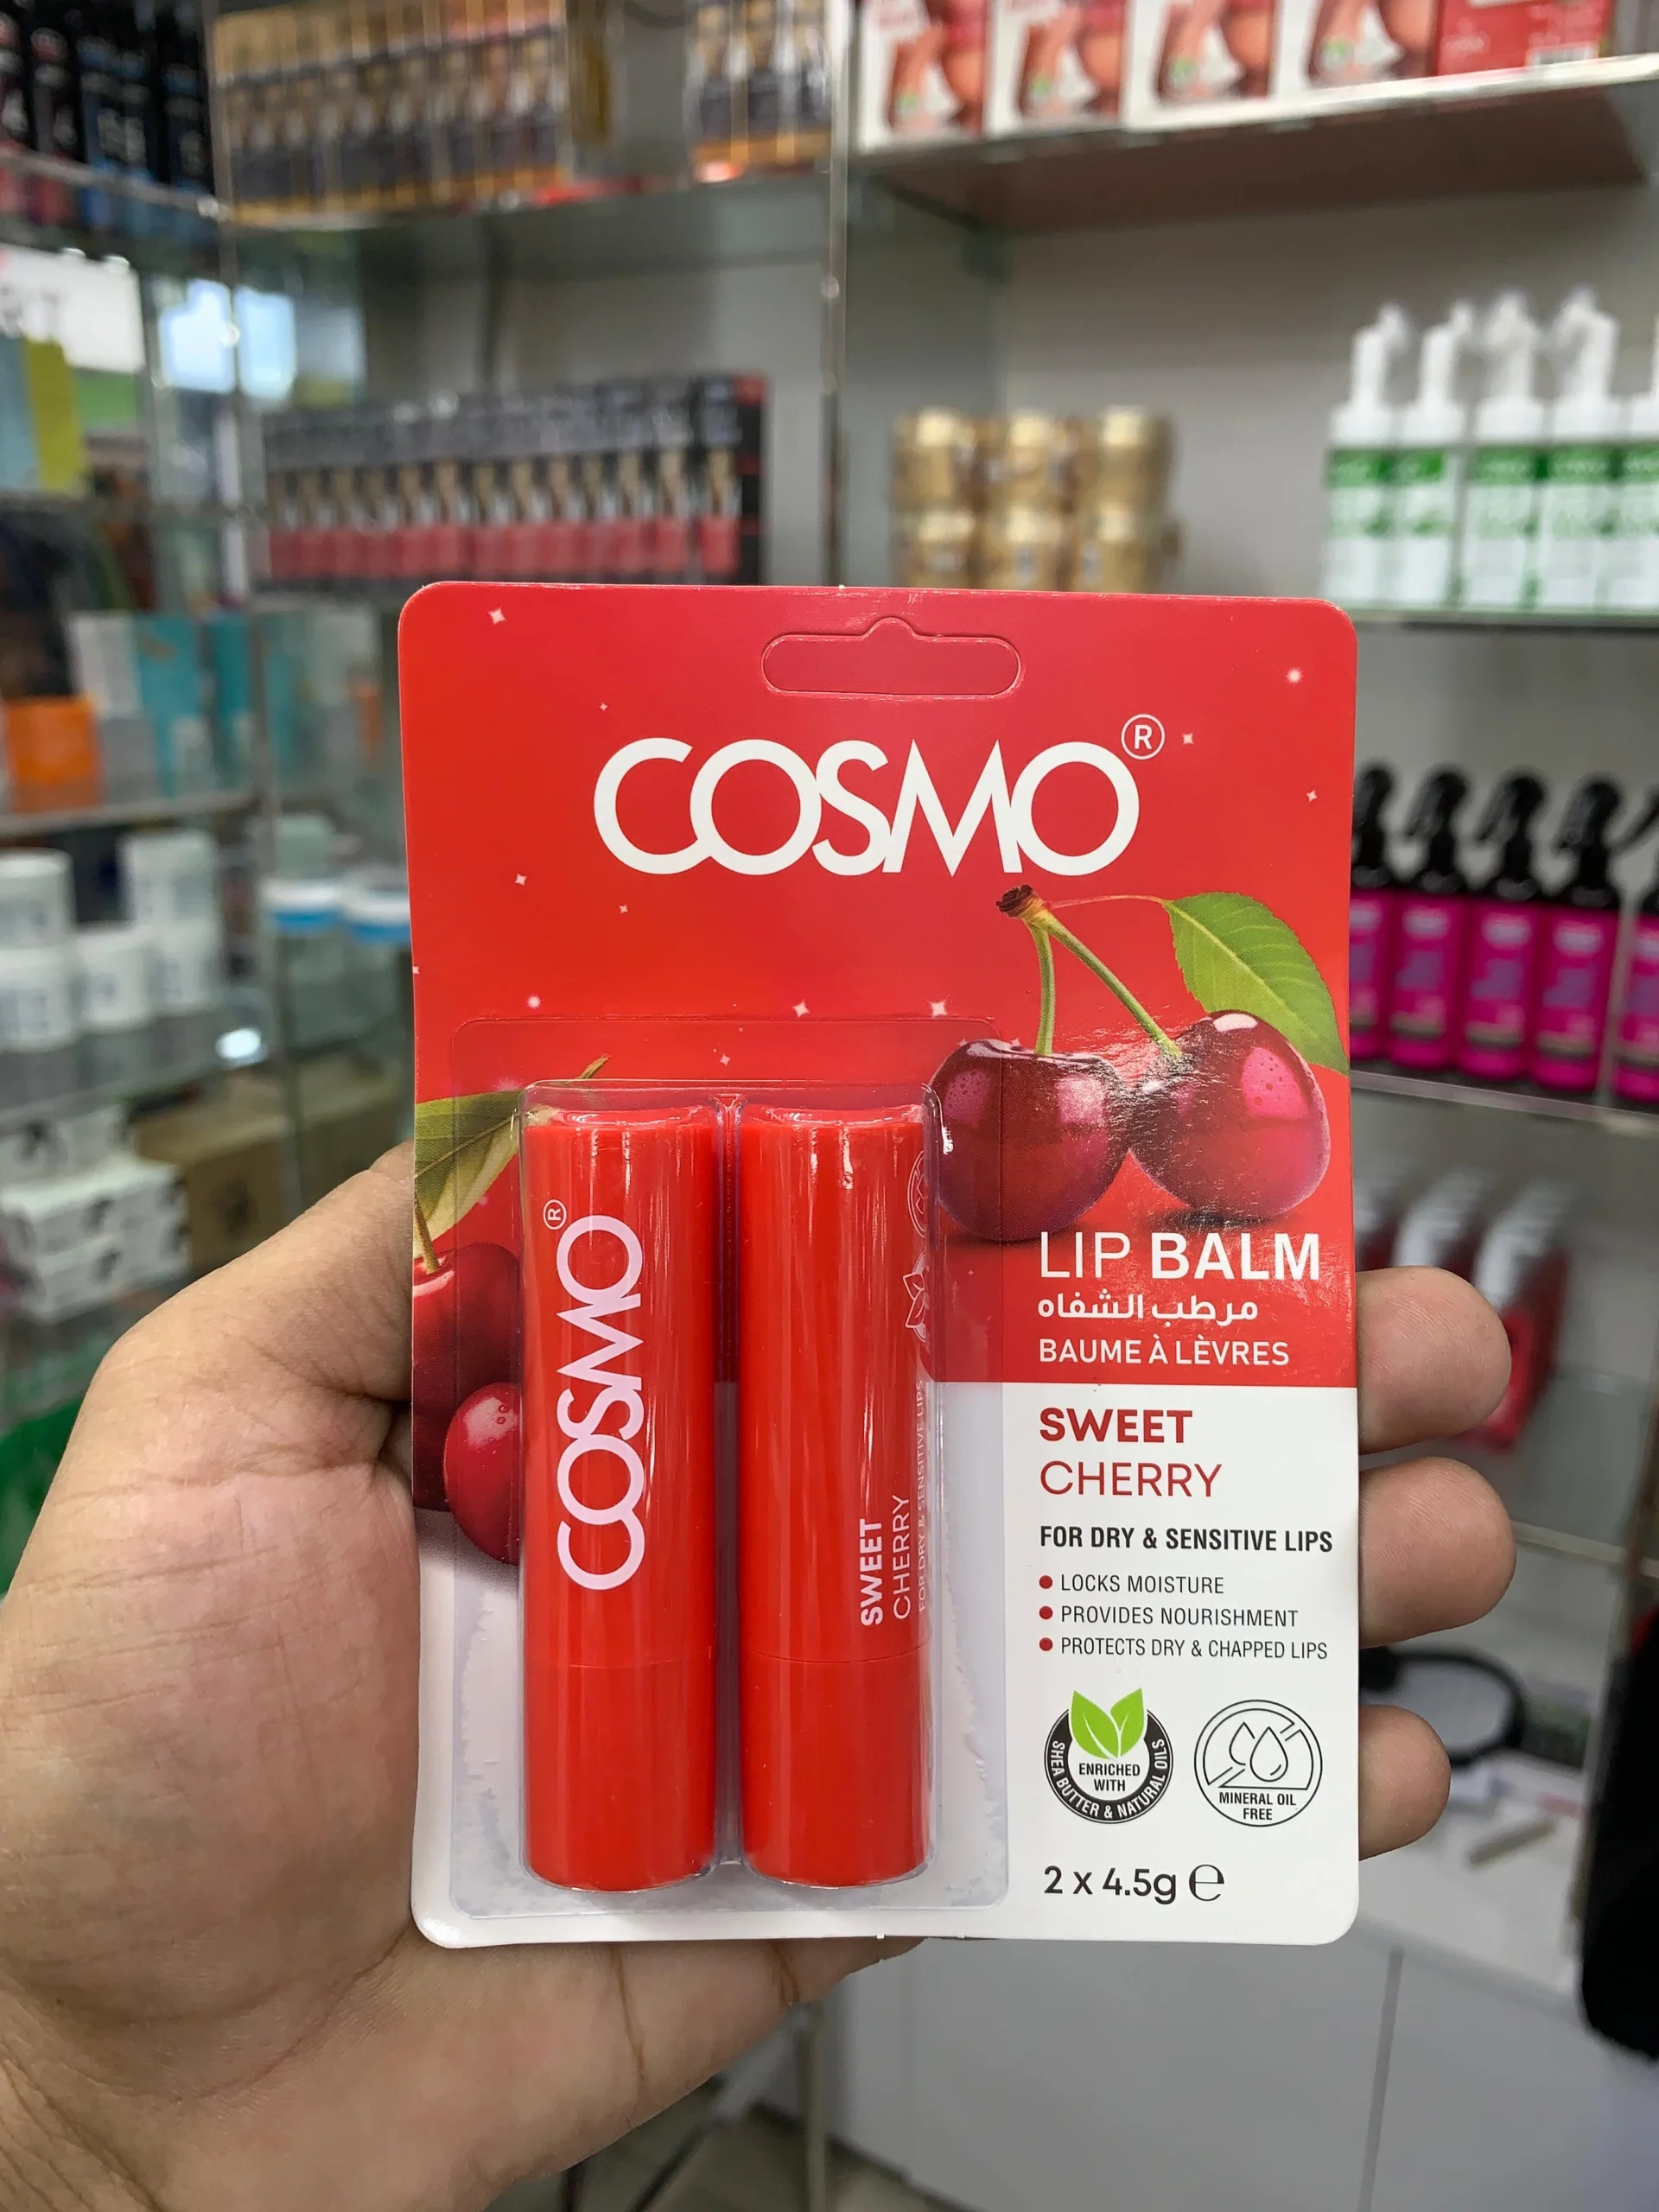 COSMO®
LIP BALM
مرطب الشفاه
BAUME À LÈVRES
SWEET
CHERRY
FOR DRY & SENSITIVE LIPS
LOCKS MOISTURE
PROVIDES NOURISHMENT
PROTECTS DRY & CHAPPED LIPS
ENRICHED
WITH
SHEA BUTTER & NATURAL OILS
MINERAL OIL
FREE
2 x 4.5g ℮
COSMO®
SWEET
CHERRY
FOR DRY & SENSITIVE LIPS